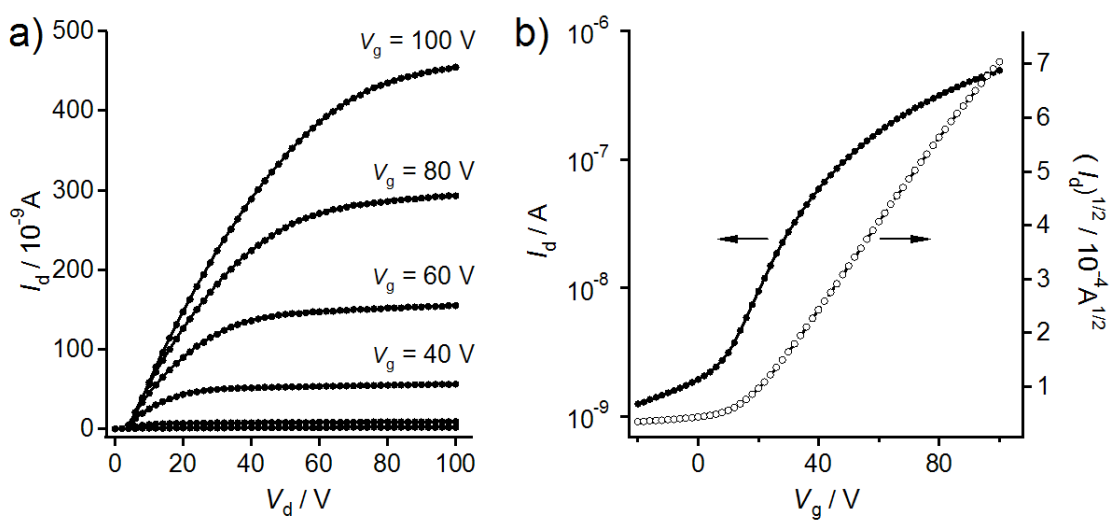 a)
V_g = 100 V
V_g = 80 V
V_g = 60 V
V_g = 40 V
500
400
300
200
100
0
I_d / 10^-9 A
0 20 40 60 80 100
V_d / V
b)
10^-6
10^-7
10^-8
10^-9
I_d / A
7
6
5
4
3
2
1
( I_d )^1/2 / 10^-4 A^1/2
0 40 80
V_g / V